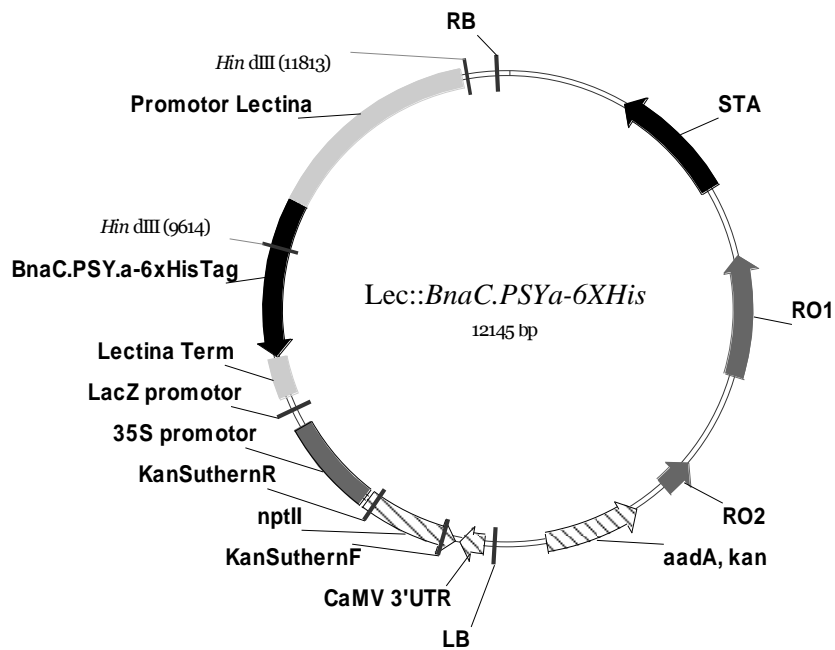 RB
Hin dIII (11813)
Promotor Lectina
STA
Hin dIII (9614)
BnaC.PSY.a-6xHisTag
Lec::BnaC.PSYa-6XHis
12145 bp
RO1
Lectina Term
LacZ promotor
35S promotor
KanSuthernR
nptII
KanSuthernF
CaMV 3'UTR
LB
RO2
aadA, kan